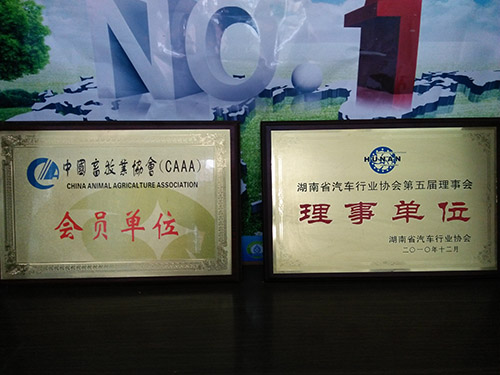 NO.1
中國畜牧業協會(CAAA)
CHINA ANIMAL AGRICULTURE ASSOCIATION
会员单位
HUNAN
湖南省汽车行业协会第五届理事会
理事单位
湖南省汽车行业协会
二〇一〇年十二月